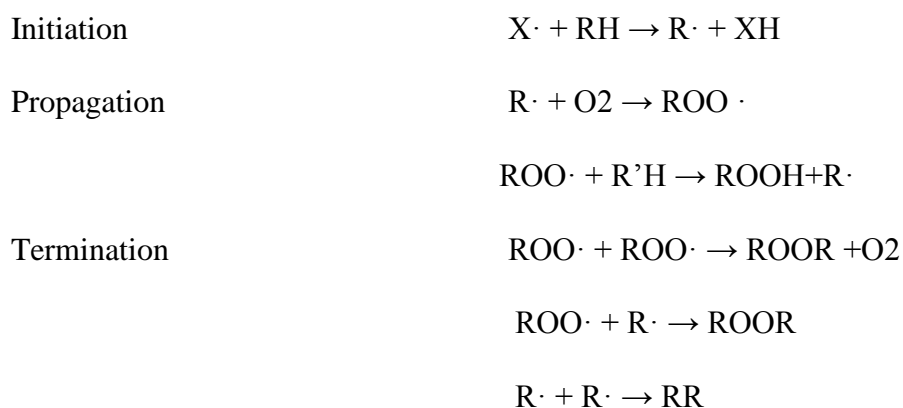 Initiation X· + RH → R· + XH
Propagation R· + O2 → ROO ·
ROO· + R’H → ROOH+R·
Termination ROO· + ROO· → ROOR +O2
ROO· + R· → ROOR
R· + R· → RR